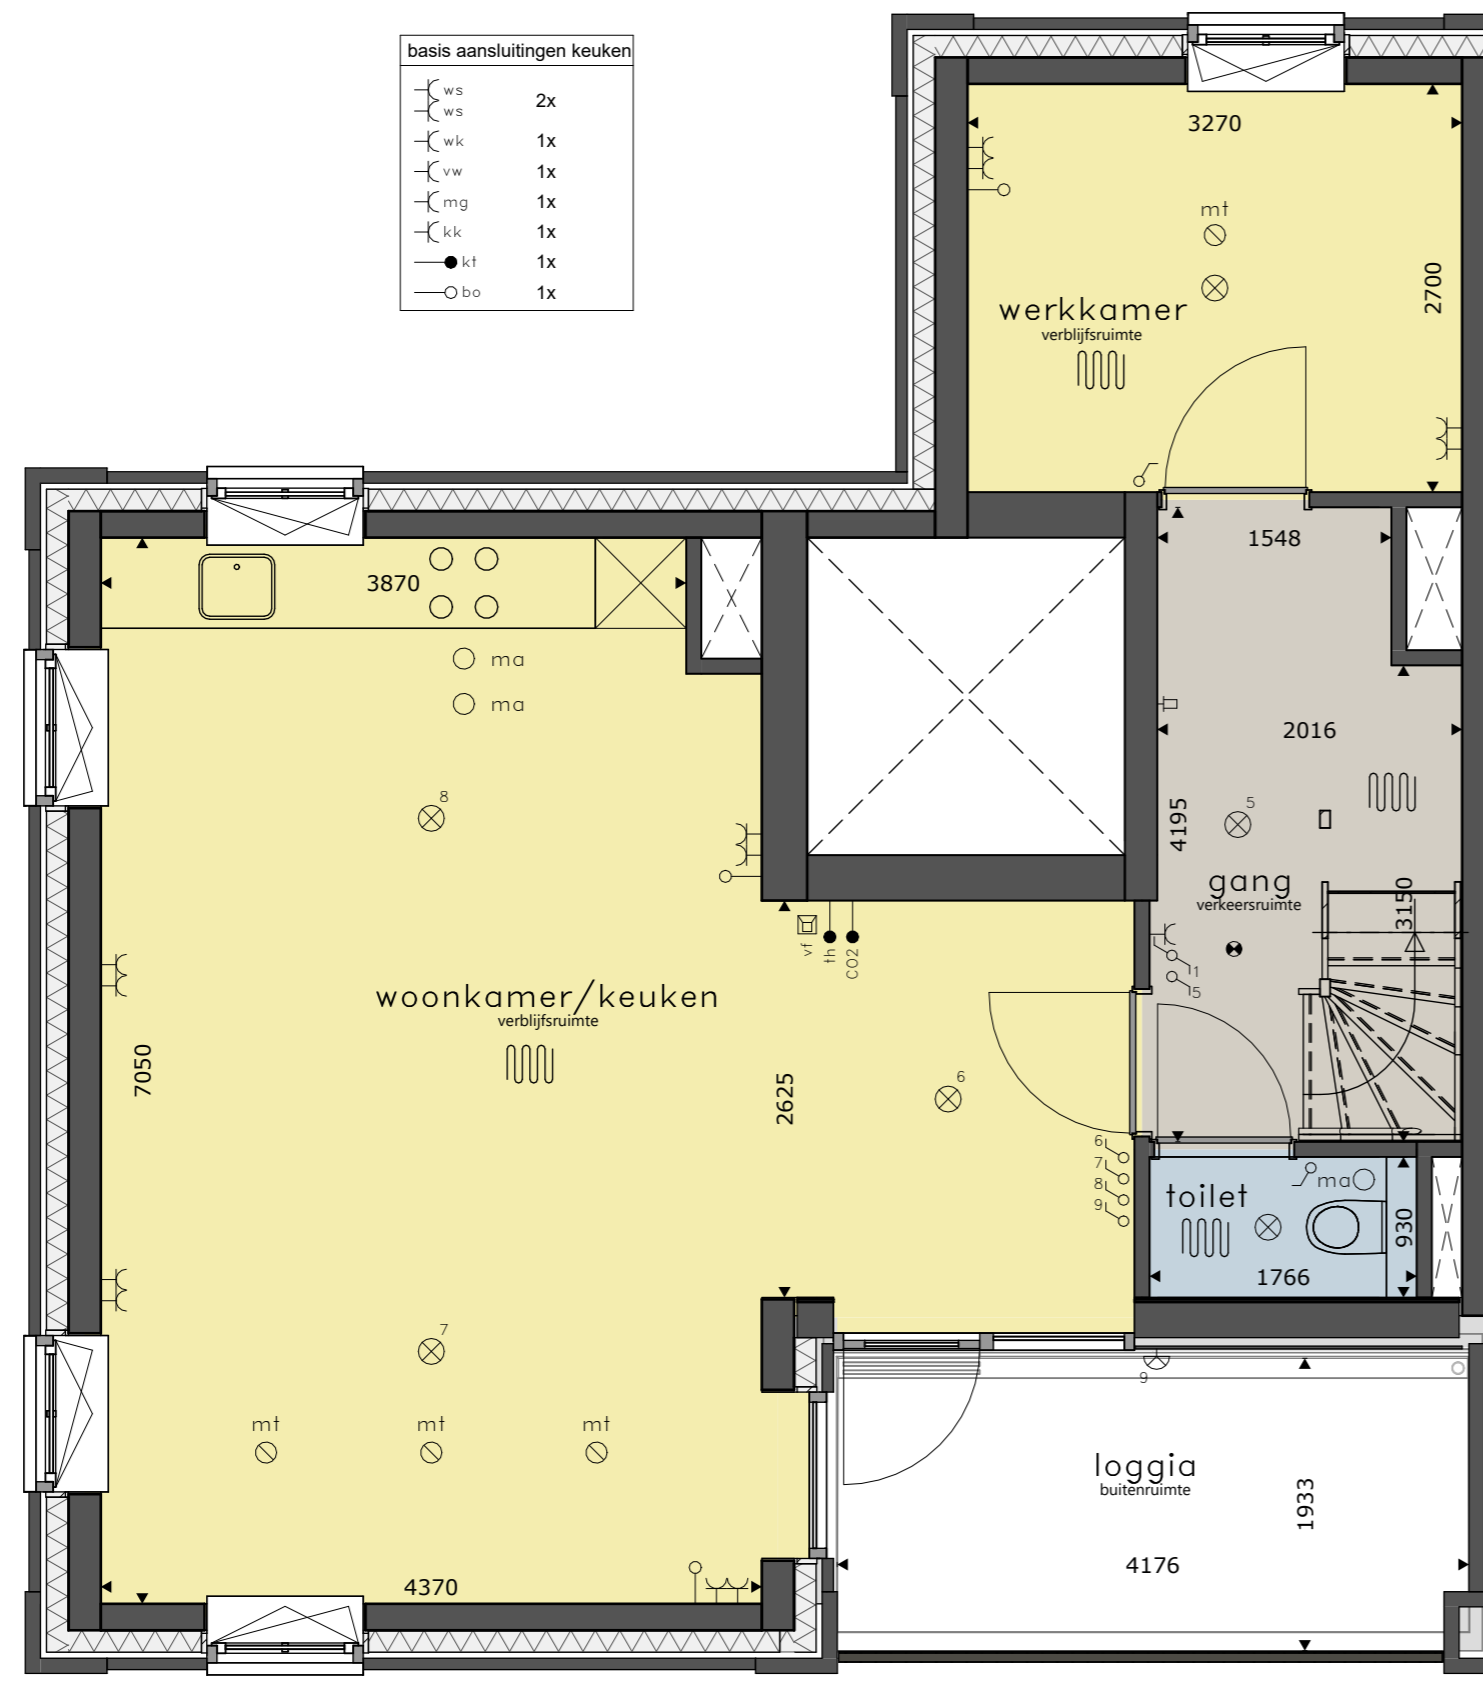 basis aansluitingen keuken
ws
ws
2x
wk 1x
vw 1x
mg 1x
kk 1x
kt 1x
bo 1x
3270
mt
2700
werkkamer
verblijfsruimte
1548
3870
ma
ma
2016
8
5
4195
gang
verkeersruimte
3150
vf
th
CO2
1
5
woonkamer/keuken
verblijfsruimte
7050
2625
6
6
7
8
9
toilet
ma
930
1766
7
9
mt mt mt
loggia
buitenruimte
1933
4176
4370